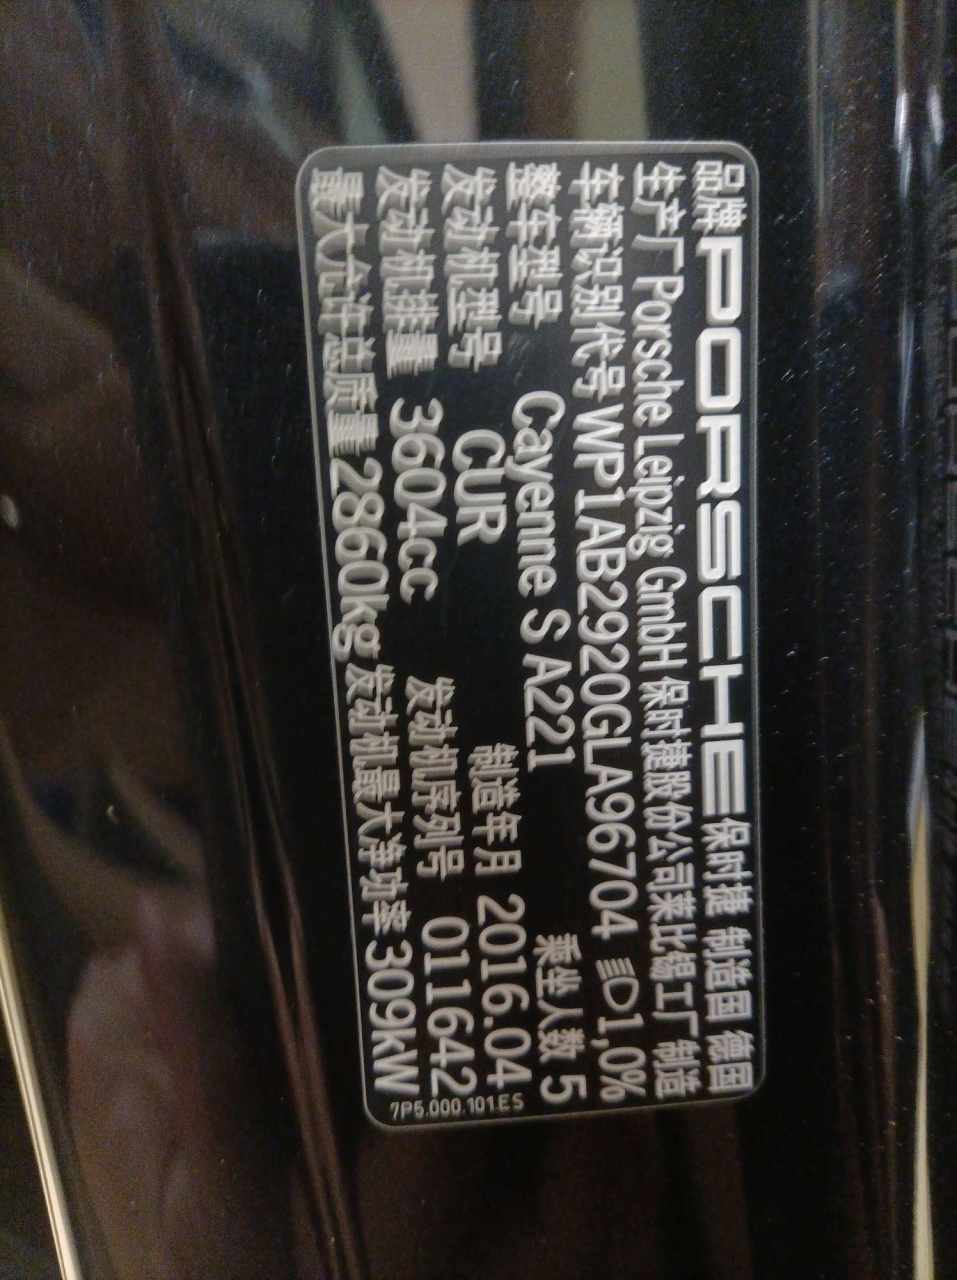 品牌 PORSCHE 保时捷 制造国 德国
生产厂 Porsche Leipzig GmbH 保时捷股份公司莱比锡工厂制造
车辆识别代号 WP1AB2920GLA96704 1,0%
整车型号 Cayenne S A221 乘坐人数 5
发动机型号 CUR 制造年月 2016.04
发动机排量 3604cc 发动机序列号 011642
最大允许总质量 2860kg 发动机最大净功率 309kW
7P5.000.101.ES